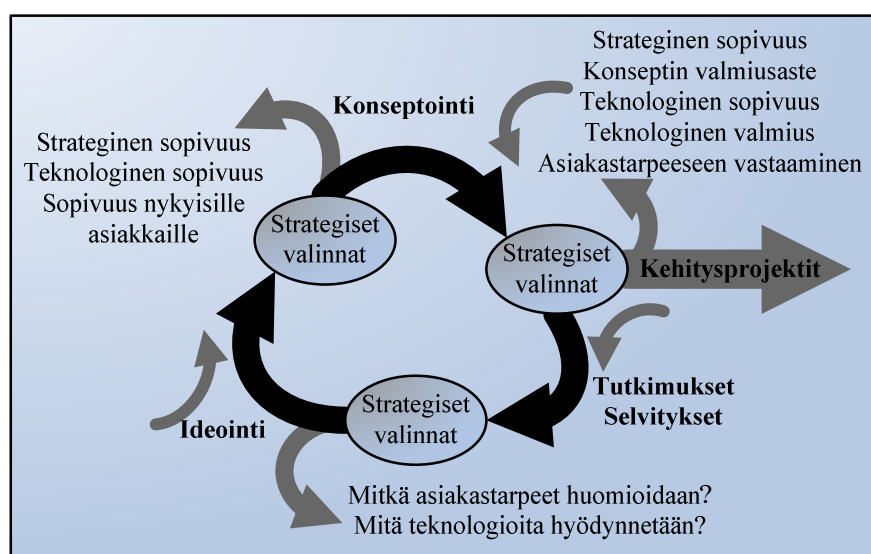 Strateginen sopivuus
Konseptin valmiusaste
Teknologinen sopivuus
Teknologinen valmius
Asiakastarpeeseen vastaaminen
Konseptointi
Strateginen sopivuus
Teknologinen sopivuus
Sopivuus nykyisille
asiakkaille
Strategiset
valinnat
Strategiset
valinnat
Kehitysprojektit
Tutkimukset
Selvitykset
Strategiset
valinnat
Ideointi
Mitkä asiakastarpeet huomioidaan?
Mitä teknologioita hyödynnetään?